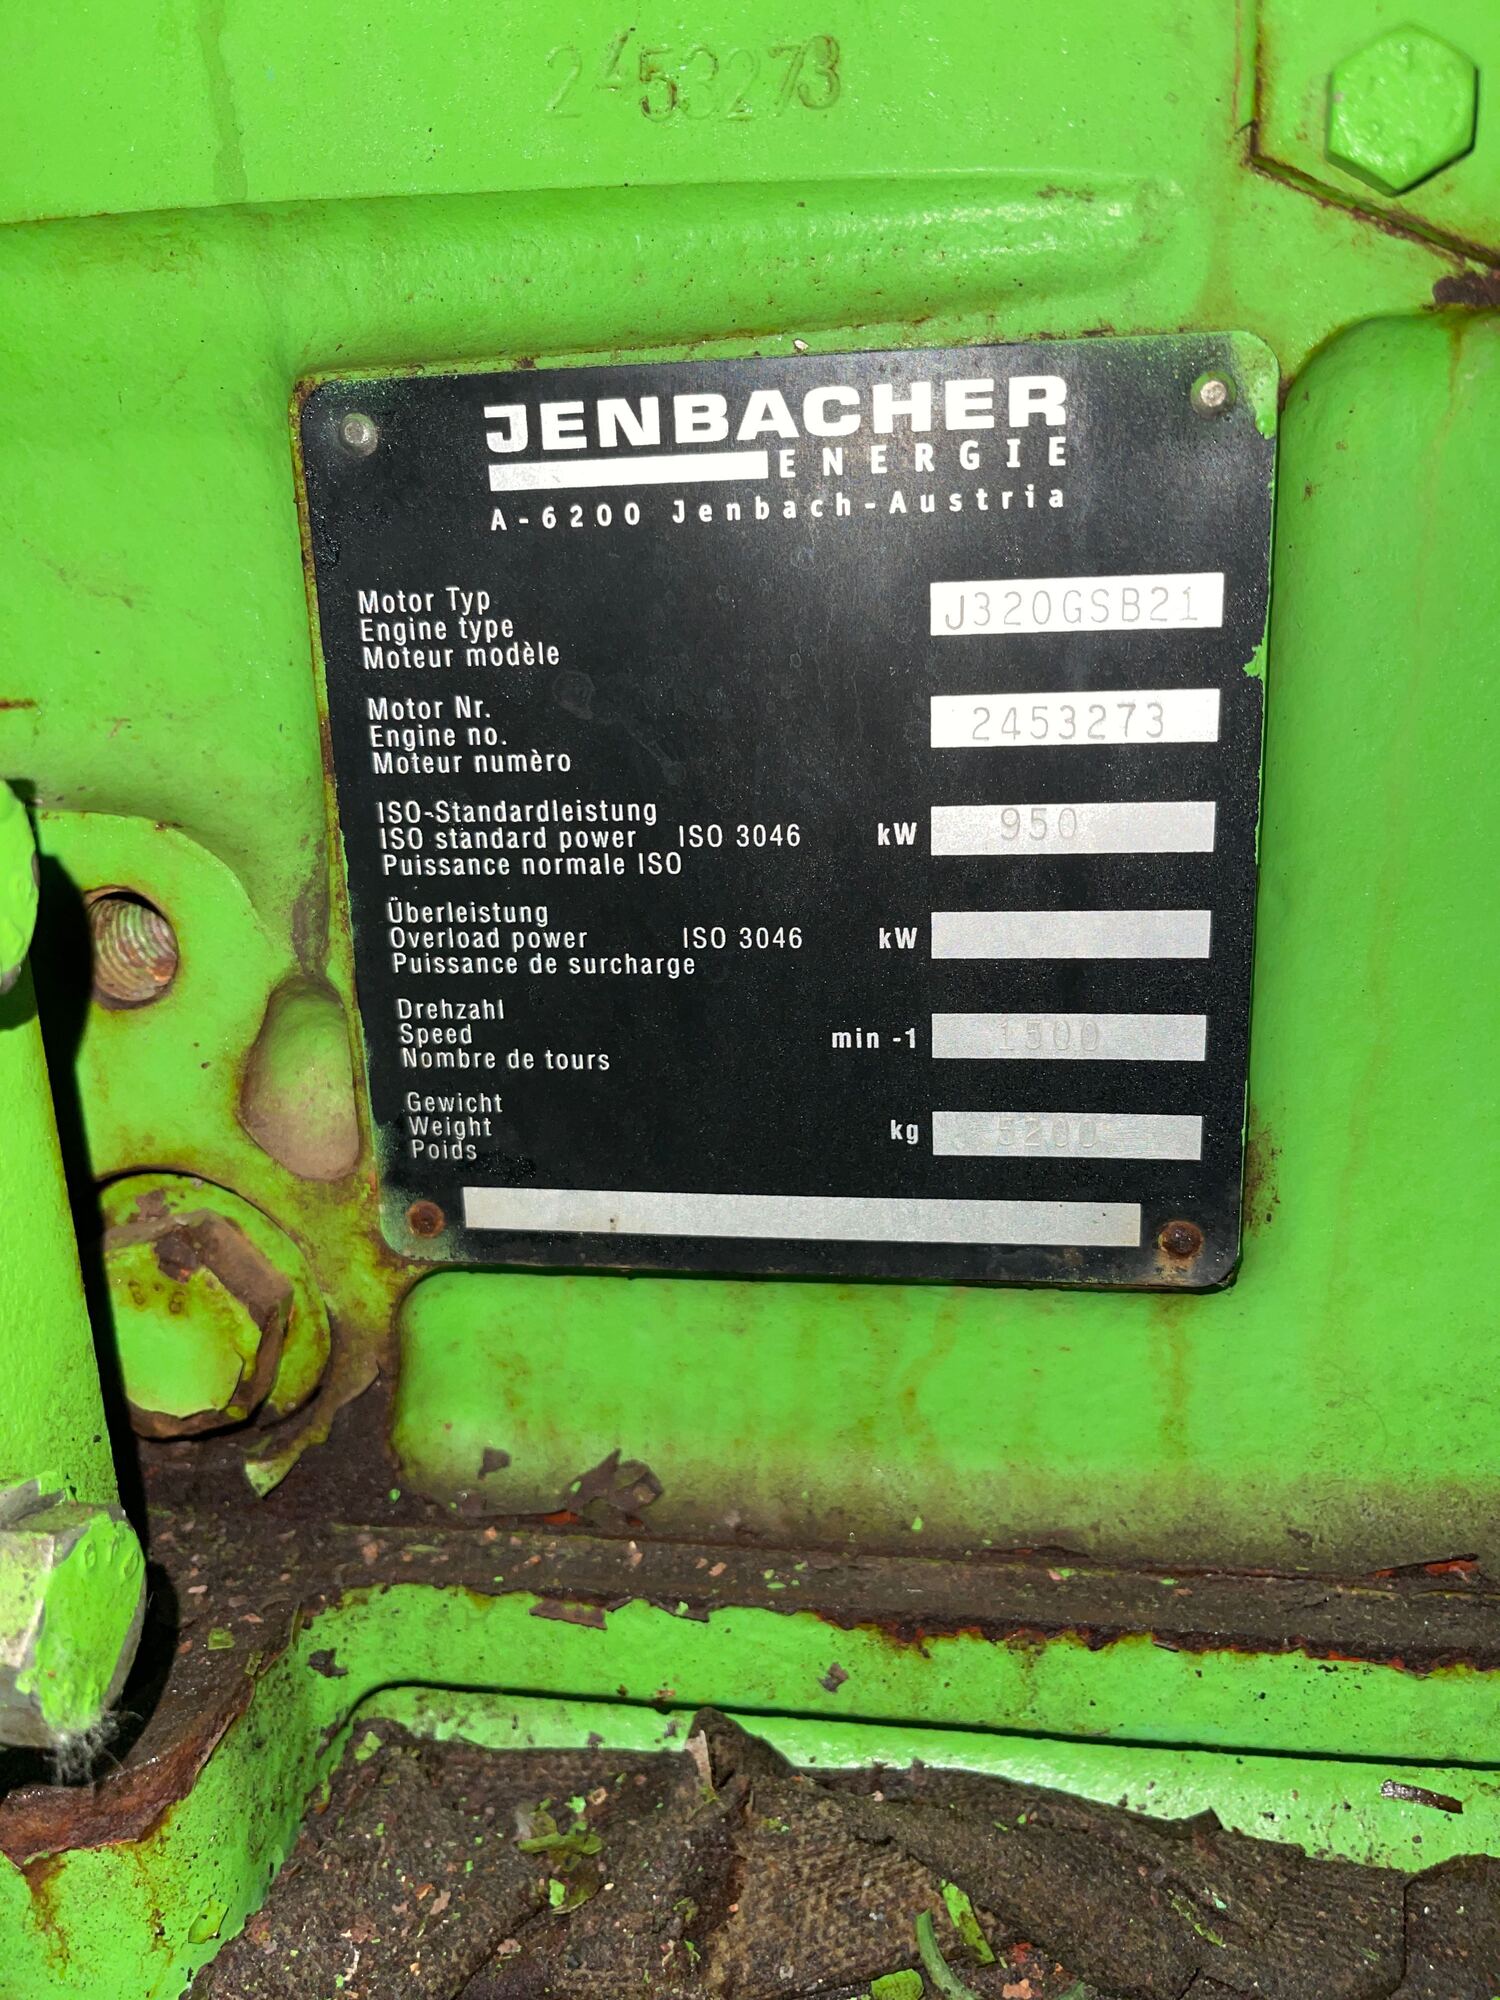 2453273
JENBACHER
ENERGIE
A-6200 Jenbach-Austria
Motor Typ
Engine type
Moteur modèle
J320GSB21
Motor Nr.
Engine no.
Moteur numèro
2453273
ISO-Standardleistung
ISO standard power ISO 3046 kW 950
Puissance normale ISO
Überleistung
Overload power ISO 3046 kW
Puissance de surcharge
Drehzahl
Speed min -1 1500
Nombre de tours
Gewicht
Weight kg 5200
Poids